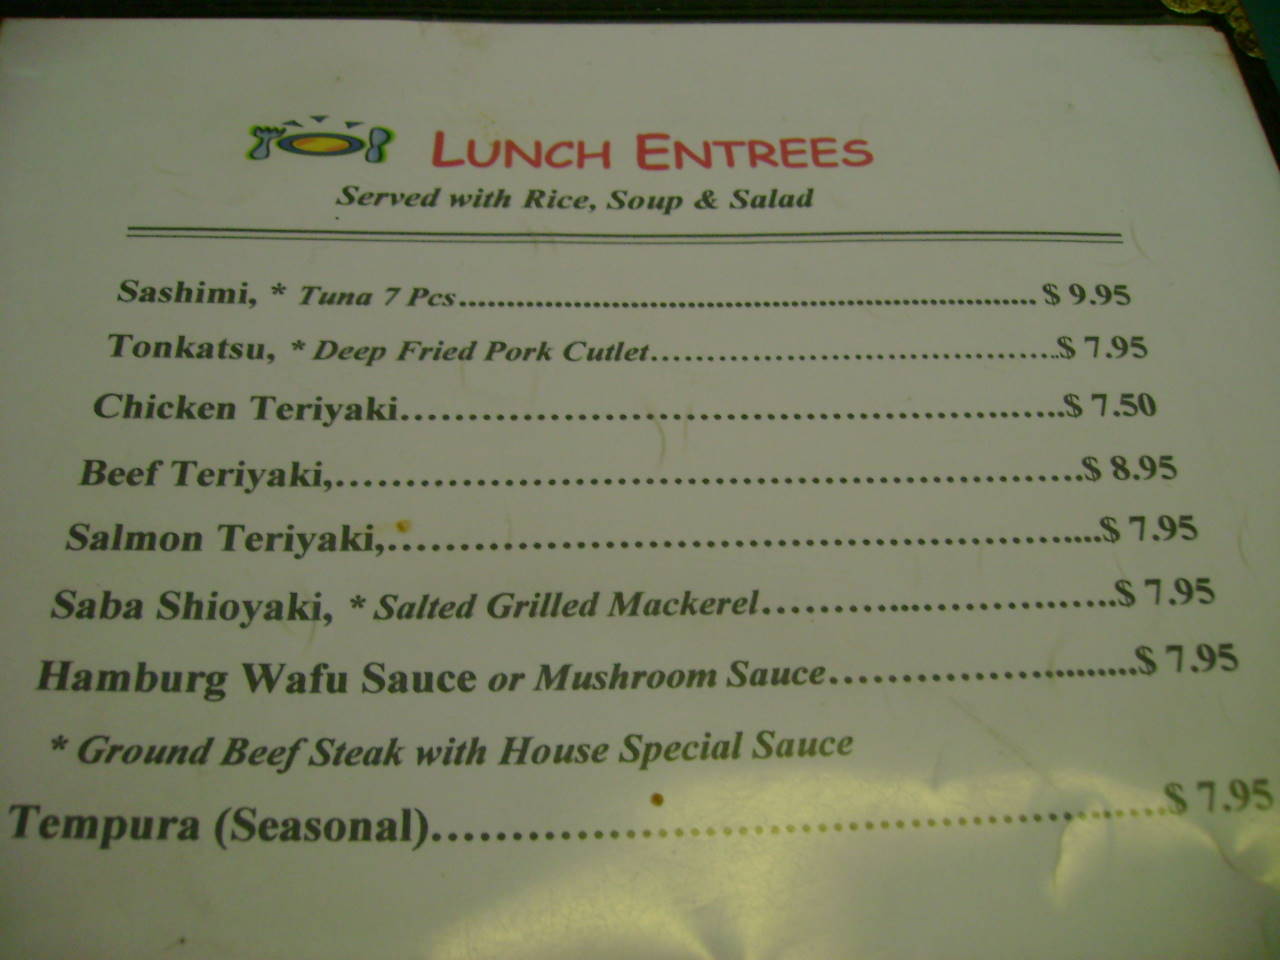 LUNCH ENTREES
Served with Rice, Soup & Salad
Sashimi, * Tuna 7 Pcs.......................................................................... $ 9.95
Tonkatsu, * Deep Fried Pork Cutlet.......................................$ 7.95
Chicken Teriyaki....................................................$ 7.50
Beef Teriyaki,.......................................................$ 8.95
Salmon Teriyaki,....................................................$ 7.95
Saba Shioyaki, * Salted Grilled Mackerel..............................$ 7.95
Hamburg Wafu Sauce or Mushroom Sauce........................$ 7.95
* Ground Beef Steak with House Special Sauce
Tempura (Seasonal)...............................................$ 7.95